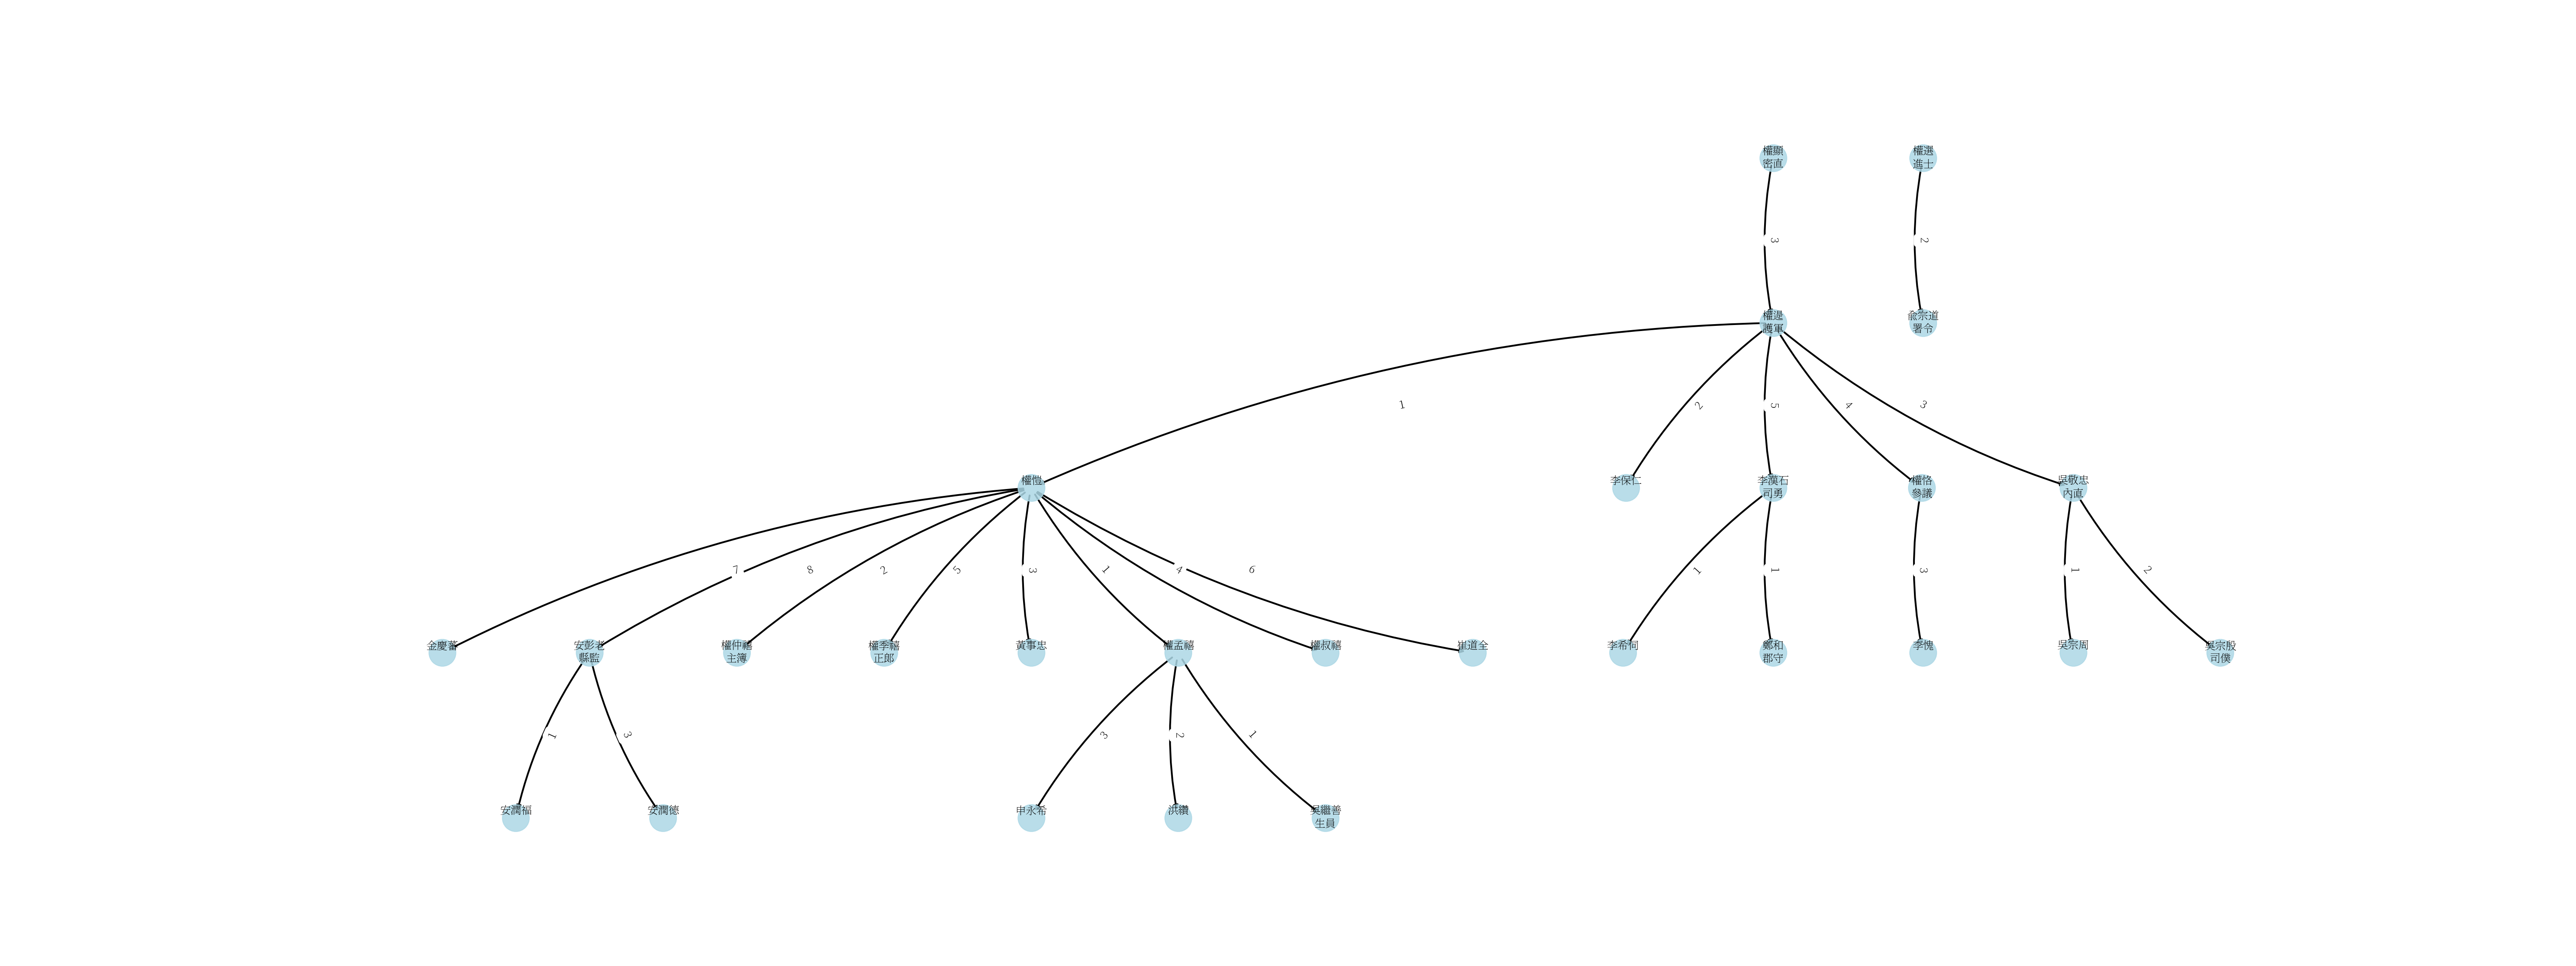 權顯
密直
權選
進士
3
2
權湜
護軍
兪宗道
署令
1
2
5
4
3
權愷
李保仁
李漢石
司勇
權恪
參議
吳敬忠
內直
7
8
2
5
3
1
4
6
1
1
3
1
2
金慶蕃
安彭老
縣監
權仲禧
主簿
權季禧
正郎
黃事忠
權孟禧
權叔禧
崔道全
李希伺
鄭和
郡守
李愧
吳宗周
吳宗殷
司僕
1
3
3
2
1
安潤福
安潤德
申永希
洪纘
吳繼善
生員